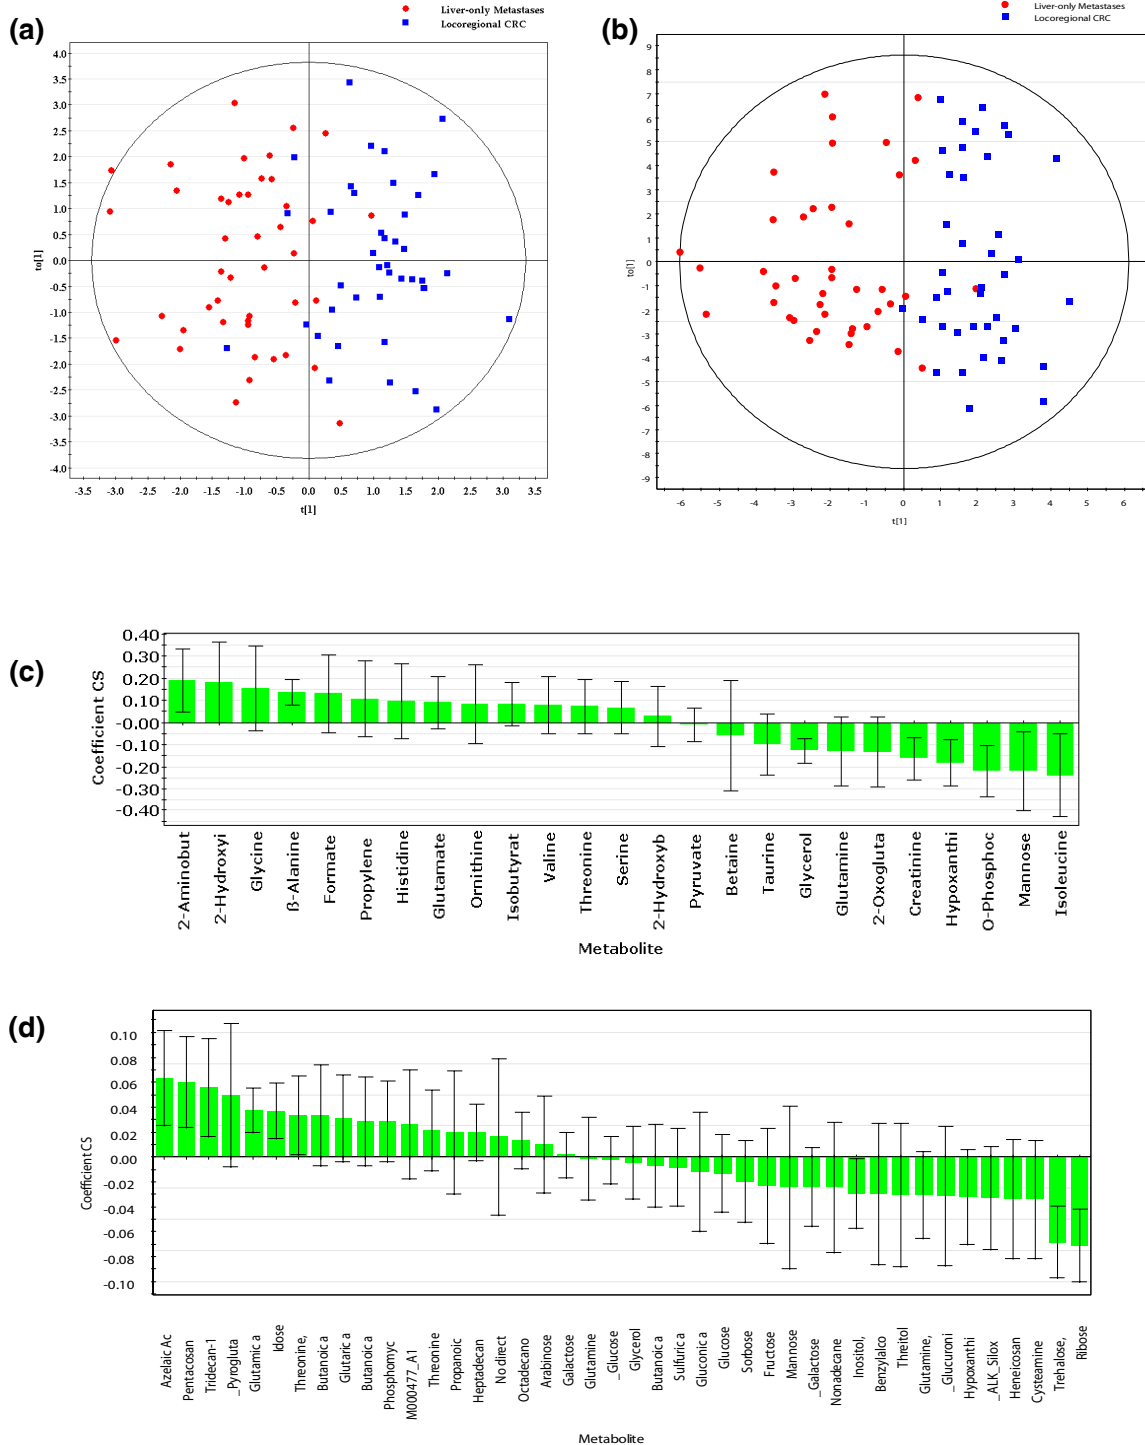 (a)
Liver-only Metastases
Locoregional CRC
to[1]
4.0
3.5
3.0
2.5
2.0
1.5
1.0
0.5
0.0
-0.5
-1.0
-1.5
-2.0
-2.5
-3.0
-3.5
-4.0
-3.5 -3.0 -2.5 -2.0 -1.5 -1.0 -0.5 0.0 0.5 1.0 1.5 2.0 2.5 3.0 3.5
t[1]
(b)
Liver-only Metastases
Locoregional CRC
to[1]
9
8
7
6
5
4
3
2
1
0
-1
-2
-3
-4
-5
-6
-7
-8
-9
-6 -5 -4 -3 -2 -1 0 1 2 3 4 5 6
t[1]
(c)
Coefficient CS
0.40
0.30
0.20
0.10
-0.00
-0.10
-0.20
-0.30
-0.40
2-Aminobut
2-Hydroxyi
Glycine
ß-Alanine
Formate
Propylene
Histidine
Glutamate
Ornithine
Isobutyrat
Valine
Threonine
Serine
2-Hydroxyb
Pyruvate
Betaine
Taurine
Glycerol
Glutamine
2-Oxogluta
Creatinine
Hypoxanthi
O-Phosphoc
Mannose
Isoleucine
Metabolite
(d)
Coefficient CS
0.10
0.08
0.06
0.04
0.02
0.00
-0.02
-0.04
-0.06
-0.08
-0.10
Azelaic Ac
Pentacosan
Tridecan-1
_Pyrogluta
Glutamic a
Idose
Threonine,
Butanoic a
Glutaric a
Butanoic a
Phosphomyc
M000477_A1
Threonine
Propanoic
Heptadecan
No direct
Octadecano
Arabinose
Galactose
Glutamine
_Glucose
Glycerol
Butanoic a
Sulfuric a
Gluconic a
Glucose
Sorbose
Fructose
Mannose
_Galactose
Nonadecane
Inositol,
Benzylalco
Threitol
Glutamine,
_Glucuroni
Hypoxanthi
_ALK_Silox
Heneicosan
Cysteamine
Trehalose,
Ribose
Metabolite